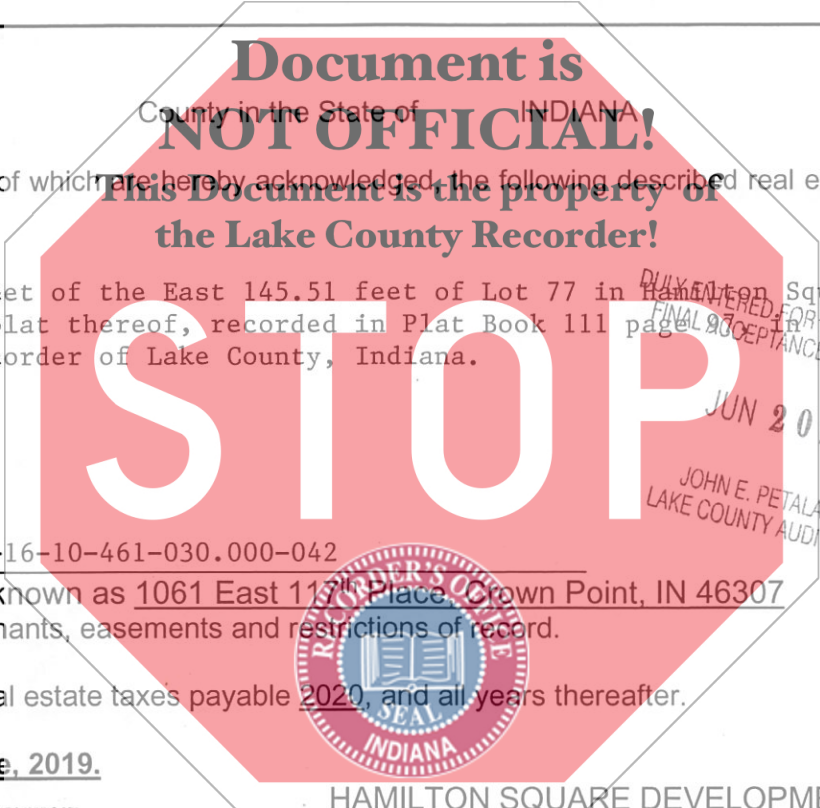 Document is
County in the State of INDIANA
NOT OFFICIAL!
of which are hereby acknowledged, the following described real e
This Document is the property of
the Lake County Recorder!
et of the East 145.51 feet of Lot 77 in Hamilton Squ
DULY ENTERED FOR
lat thereof, recorded in Plat Book 111 page in
FINAL ACCEPTANCE
order of Lake County, Indiana.
STOP
JUN 20
JOHN E. PETALA
LAKE COUNTY AUDI
-16-10-461-030.000-042
known as 1061 East 117th Place, Crown Point, IN 46307
nants, easements and restrictions of record.
RECORDER'S OFFICE
al estate taxes payable 2020, and all years thereafter.
SEAL
INDIANA
e, 2019.
HAMILTON SQUARE DEVELOPME